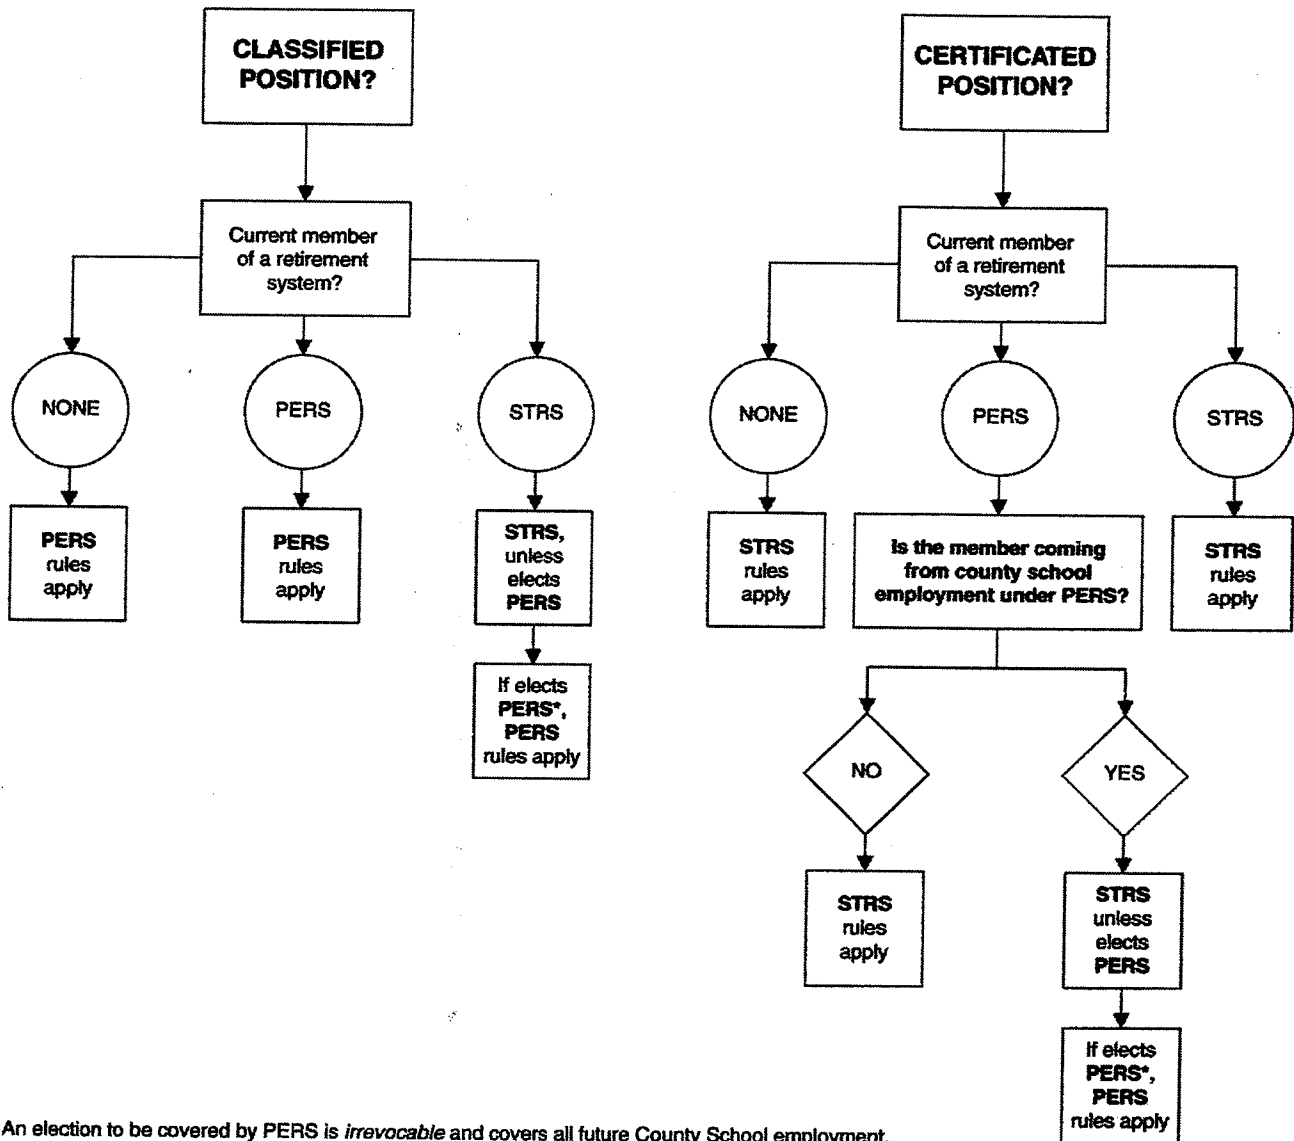 CLASSIFIED
POSITION?
Current member
of a retirement
system?
NONE
PERS
STRS
PERS
rules
apply
PERS
rules
apply
STRS,
unless
elects
PERS
If elects
PERS*,
PERS
rules apply
CERTIFICATED
POSITION?
Current member
of a retirement
system?
NONE
PERS
STRS
STRS
rules
apply
Is the member coming
from county school
employment under PERS?
STRS
rules
apply
NO
YES
STRS
rules
apply
STRS
unless
elects
PERS
If elects
PERS*,
PERS
rules apply
An election to be covered by PERS is irrevocable and covers all future County School employment.